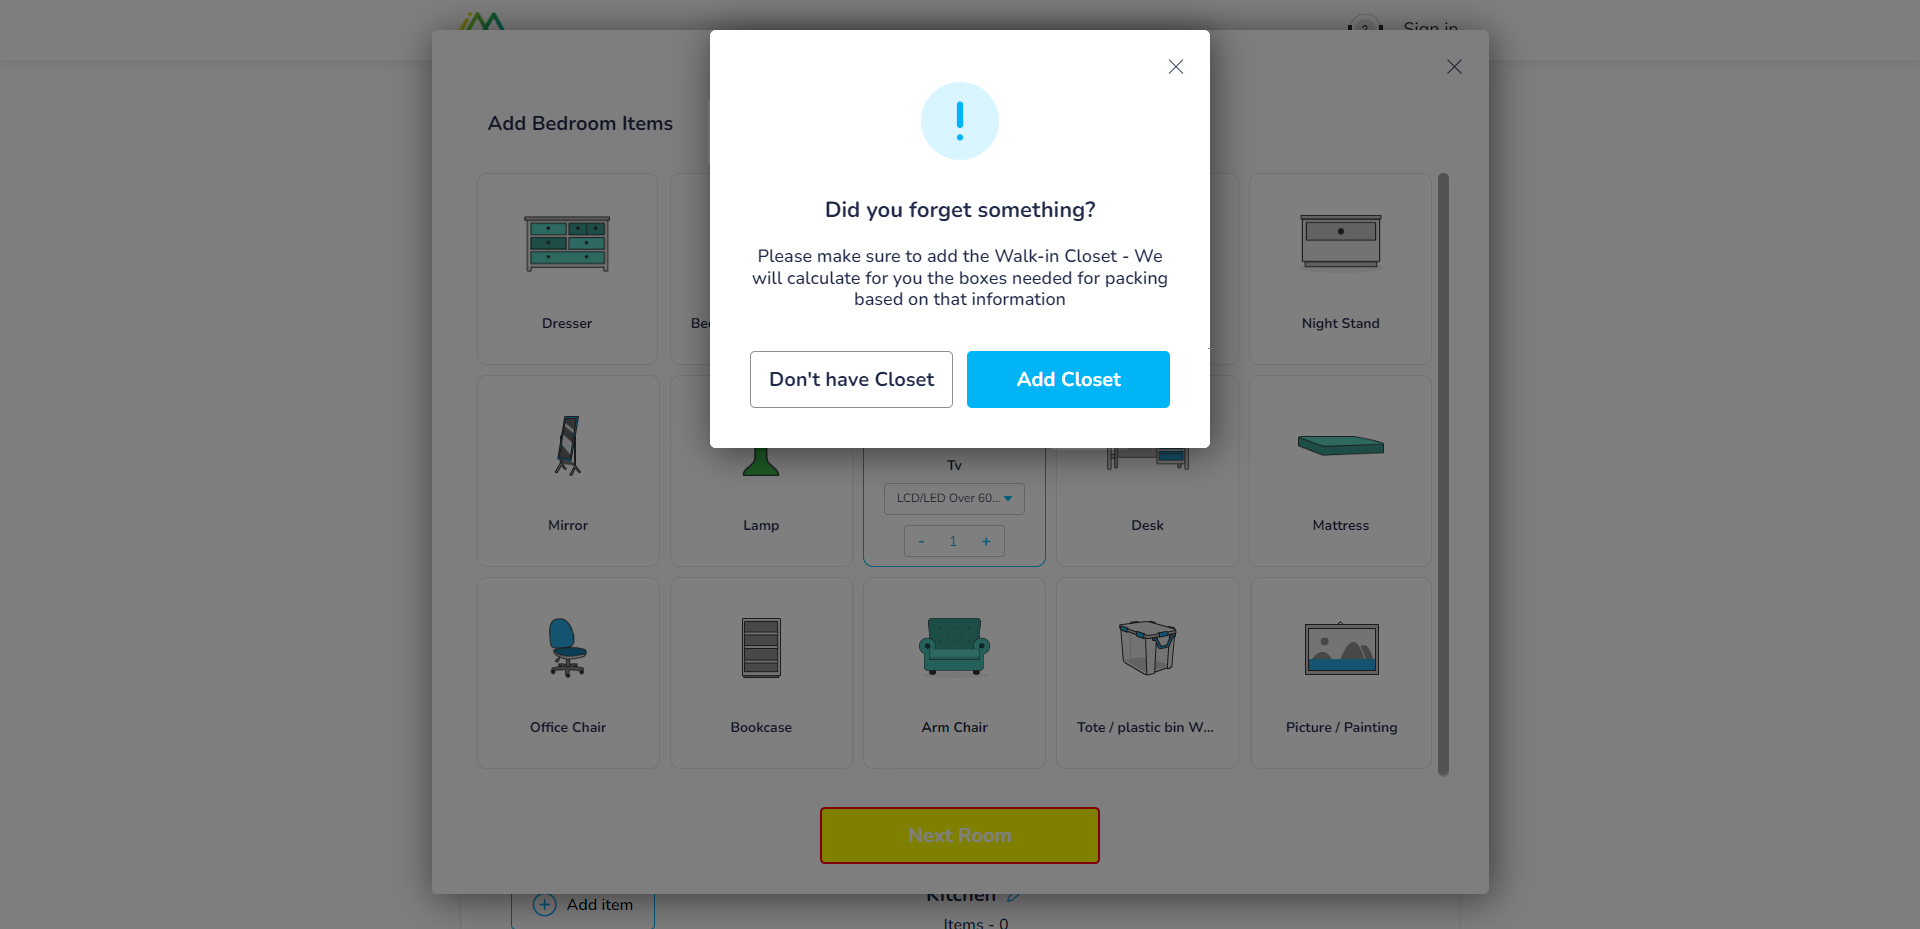 Sign in
Did you forget something?
Please make sure to add the Walk-in Closet - We
will calculate for you the boxes needed for packing
based on that information
Don't have Closet
Add Closet
Add Bedroom Items
Dresser
Night Stand
Mirror
Lamp
Tv
LCD/LED Over 60...
- 1 +
Desk
Mattress
Office Chair
Bookcase
Arm Chair
Tote / plastic bin W...
Picture / Painting
Next Room
Add item
Kitchen
Items - 0